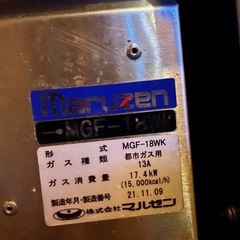 maruzen
MGF-18WK
形式 MGF-18WK
ガス種類 都市ガス用
13A
ガス消費量 17.4kW
(15,000kcal/h)
製造年月・製造番号 21.11.09
株式会社マルゼン